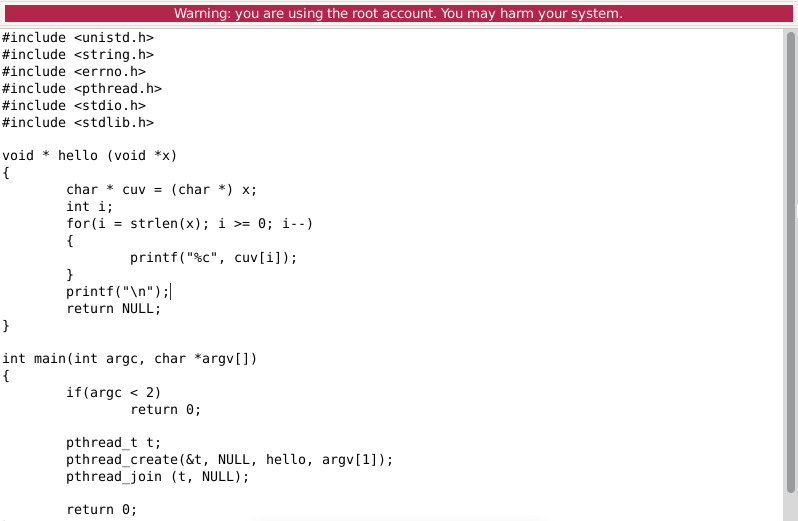 Warning: you are using the root account. You may harm your system.
#include <unistd.h>
#include <string.h>
#include <errno.h>
#include <pthread.h>
#include <stdio.h>
#include <stdlib.h>

void * hello (void *x)
{
        char * cuv = (char *) x;
        int i;
        for(i = strlen(x); i >= 0; i--)
        {
                printf("%c", cuv[i]);
        }
        printf("\n");
        return NULL;
}

int main(int argc, char *argv[])
{
        if(argc < 2)
                return 0;

        pthread_t t;
        pthread_create(&t, NULL, hello, argv[1]);
        pthread_join (t, NULL);

        return 0;